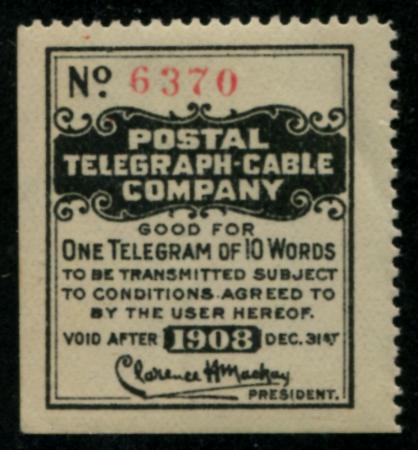 No. 6370
POSTAL
TELEGRAPH-CABLE
COMPANY
GOOD FOR
ONE TELEGRAM OF 10 WORDS
TO BE TRANSMITTED SUBJECT
TO CONDITIONS AGREED TO
BY THE USER HEREOF.
VOID AFTER 1908 DEC. 31ST
Clarence H Mackay
PRESIDENT.